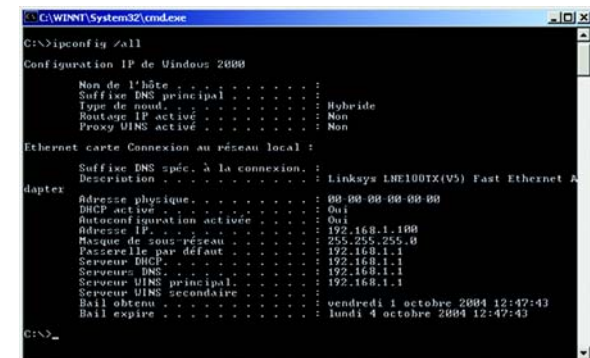 C:\WINNT\System32\cmd.exe
C:\>ipconfig /all
Configuration IP de Windows 2000
Nom de l'hôte . . . . . . . . . . :
Suffixe DNS principal . . . . . . :
Type de noud. . . . . . . . . . . : Hybride
Routage IP activé . . . . . . . . : Non
Proxy WINS activé . . . . . . . . : Non
Ethernet carte Connexion au réseau local :
Suffixe DNS spéc. à la connexion. :
Description . . . . . . . . . . . : Linksys LNE100TX(V5) Fast Ethernet A
dapter
Adresse physique. . . . . . . . . : 00-00-00-00-00-00
DHCP activé . . . . . . . . . . . : Oui
Autoconfiguration activée . . . . : Oui
Adresse IP. . . . . . . . . . . . : 192.168.1.100
Masque de sous-réseau . . . . . . : 255.255.255.0
Passerelle par défaut . . . . . . : 192.168.1.1
Serveur DHCP. . . . . . . . . . . : 192.168.1.1
Serveurs DNS. . . . . . . . . . . : 192.168.1.1
Serveur WINS principal. . . . . . : 192.168.1.1
Serveur WINS secondaire . . . . . :
Bail obtenu . . . . . . . . . . . : vendredi 1 octobre 2004 12:47:43
Bail expire . . . . . . . . . . . : lundi 4 octobre 2004 12:47:43
C:\>_